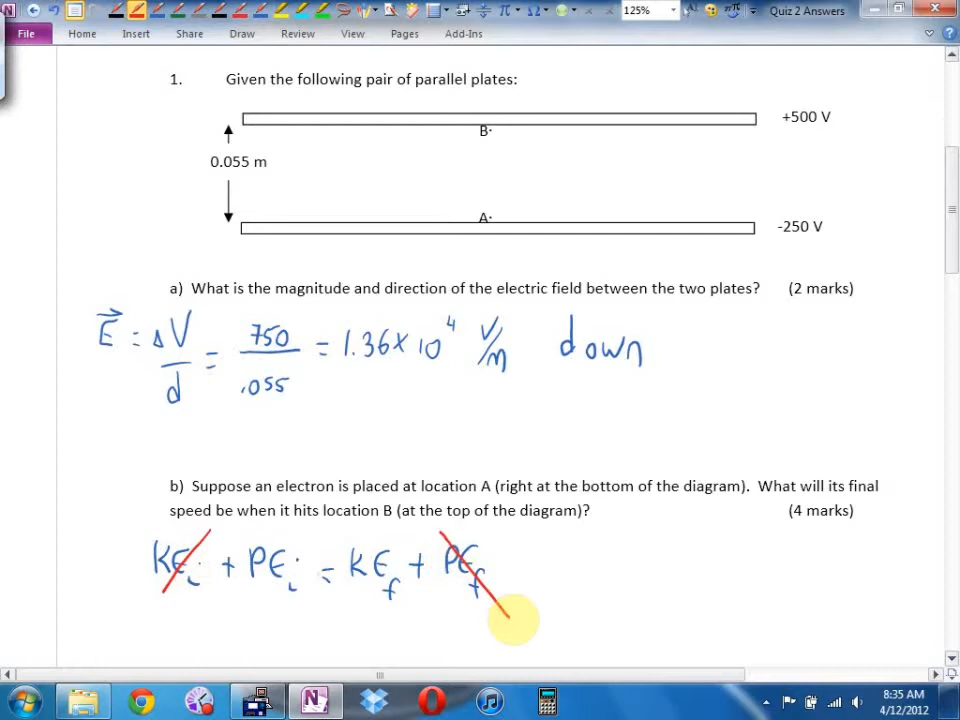 125% Quiz 2 Answers
File Home Insert Share Draw Review View Pages Add-Ins
1. Given the following pair of parallel plates:
+500 V
B·
0.055 m
A·
-250 V
a) What is the magnitude and direction of the electric field between the two plates? (2 marks)
E = ΔV/d = 750/.055 = 1.36 × 10^4 V/m down
b) Suppose an electron is placed at location A (right at the bottom of the diagram). What will its final
speed be when it hits location B (at the top of the diagram)? (4 marks)
KEi + PEi = KEf + PEf
8:35 AM
4/12/2012